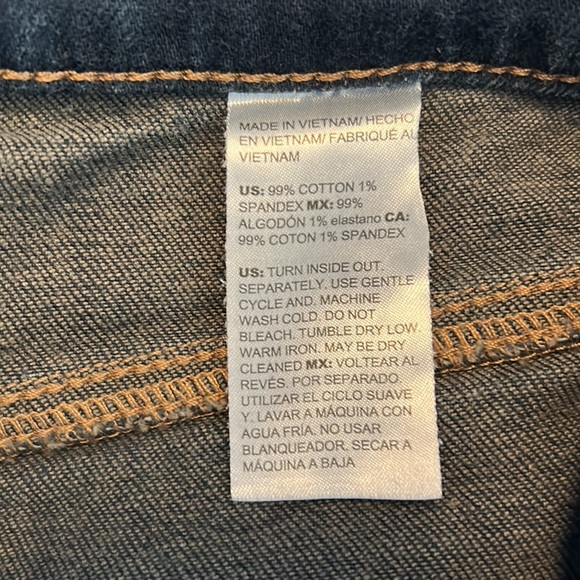 MADE IN VIETNAM/ HECHO
EN VIETNAM/ FABRIQUÉ AU
VIETNAM
US: 99% COTTON 1%
SPANDEX MX: 99%
ALGODÓN 1% elastano CA:
99% COTON 1% SPANDEX
US: TURN INSIDE OUT.
SEPARATELY. USE GENTLE
CYCLE AND. MACHINE
WASH COLD. DO NOT
BLEACH. TUMBLE DRY LOW.
WARM IRON. MAY BE DRY
CLEANED MX: VOLTEAR AL
REVÉS. POR SEPARADO.
UTILIZAR EL CICLO SUAVE
Y. LAVAR A MÁQUINA CON
AGUA FRÍA. NO USAR
BLANQUEADOR. SECAR A
MÁQUINA A BAJA